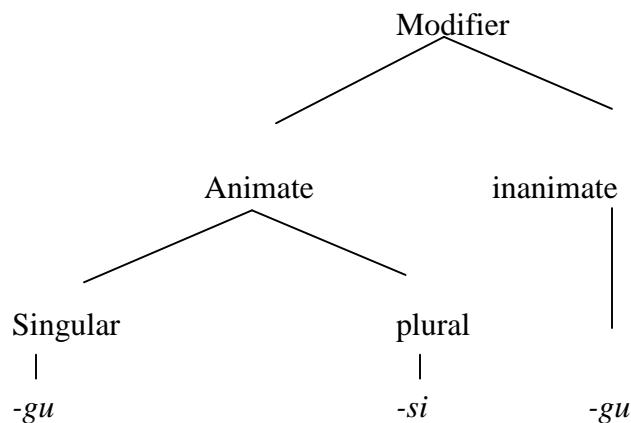 Modifier
Animate inanimate
Singular plural
-gu -si -gu